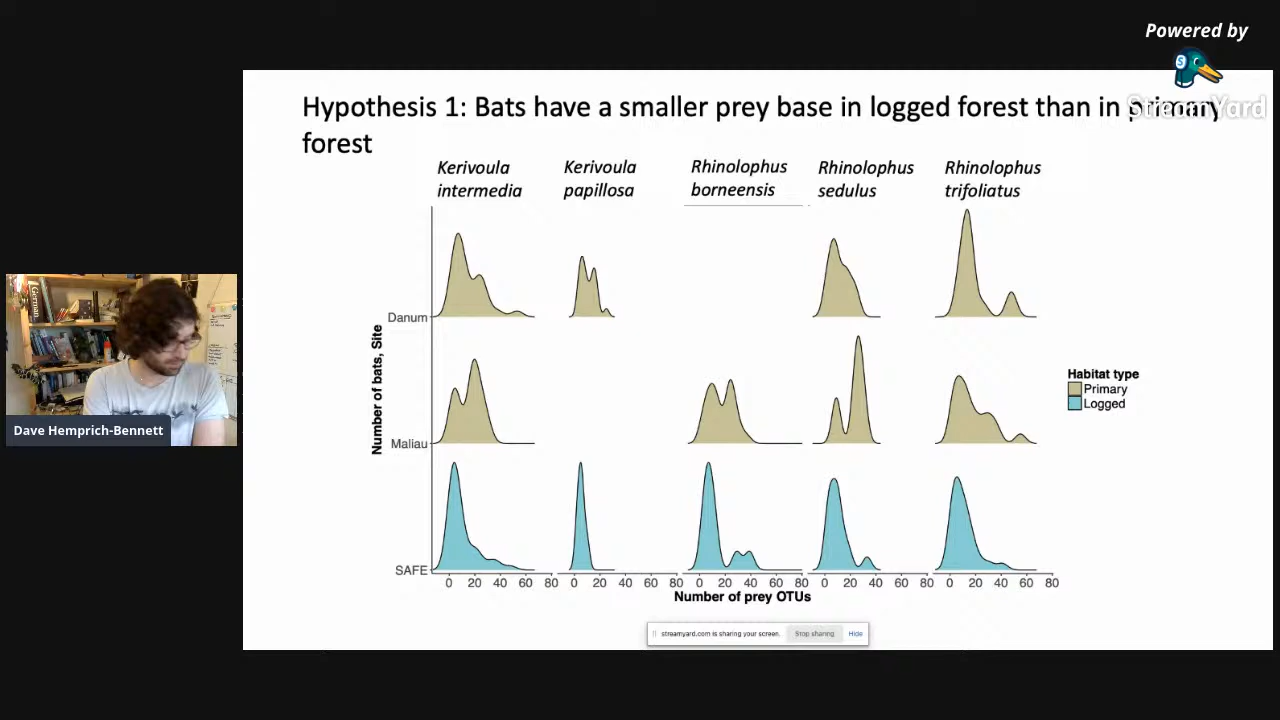 Powered by
StreamYard
Hypothesis 1: Bats have a smaller prey base in logged forest than in primary
forest
Kerivoula
intermedia
Kerivoula
papillosa
Rhinolophus
borneensis
Rhinolophus
sedulus
Rhinolophus
trifoliatus
Number of bats, Site
Danum
Maliau
SAFE
0 20 40 60 80
0 20 40 60 80
0 20 40 60 80
0 20 40 60 80
0 20 40 60 80
Number of prey OTUs
Habitat type
Primary
Logged
German
Dave Hemprich-Bennett
streamyard.com is sharing your screen.
Stop sharing
Hide